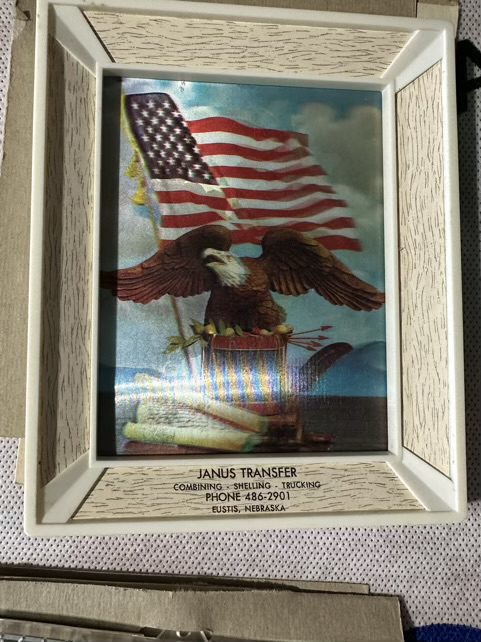 JANUS TRANSFER
COMBINING - SHELLING - TRUCKING
PHONE 486-2901
EUSTIS, NEBRASKA